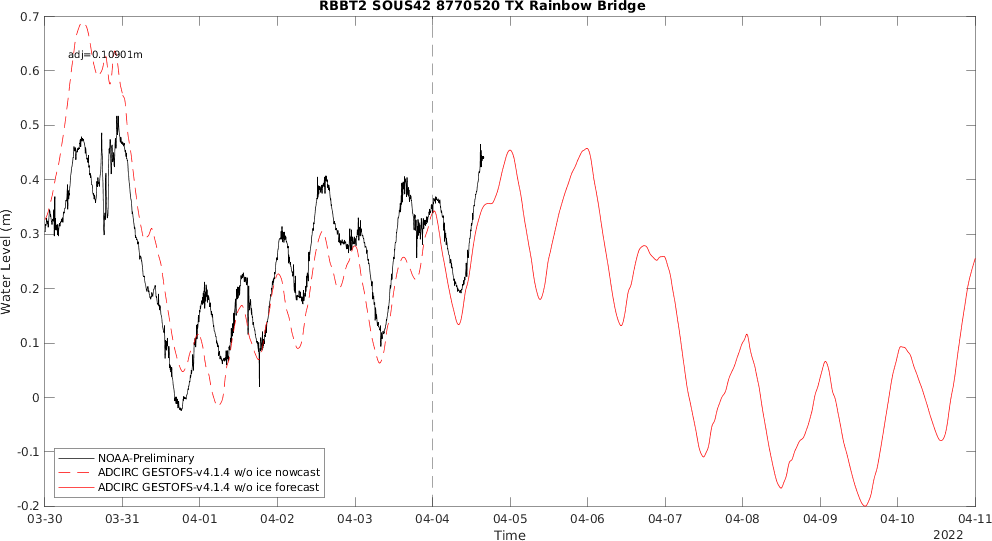 RBBT2 SOUS42 8770520 TX Rainbow Bridge
adj=0.10901m
Water Level (m)
0.7
0.6
0.5
0.4
0.3
0.2
0.1
0
-0.1
-0.2
NOAA-Preliminary
ADCIRC GESTOFS-v4.1.4 w/o ice nowcast
ADCIRC GESTOFS-v4.1.4 w/o ice forecast
03-30 03-31 04-01 04-02 04-03 04-04 04-05 04-06 04-07 04-08 04-09 04-10 04-11
Time
2022